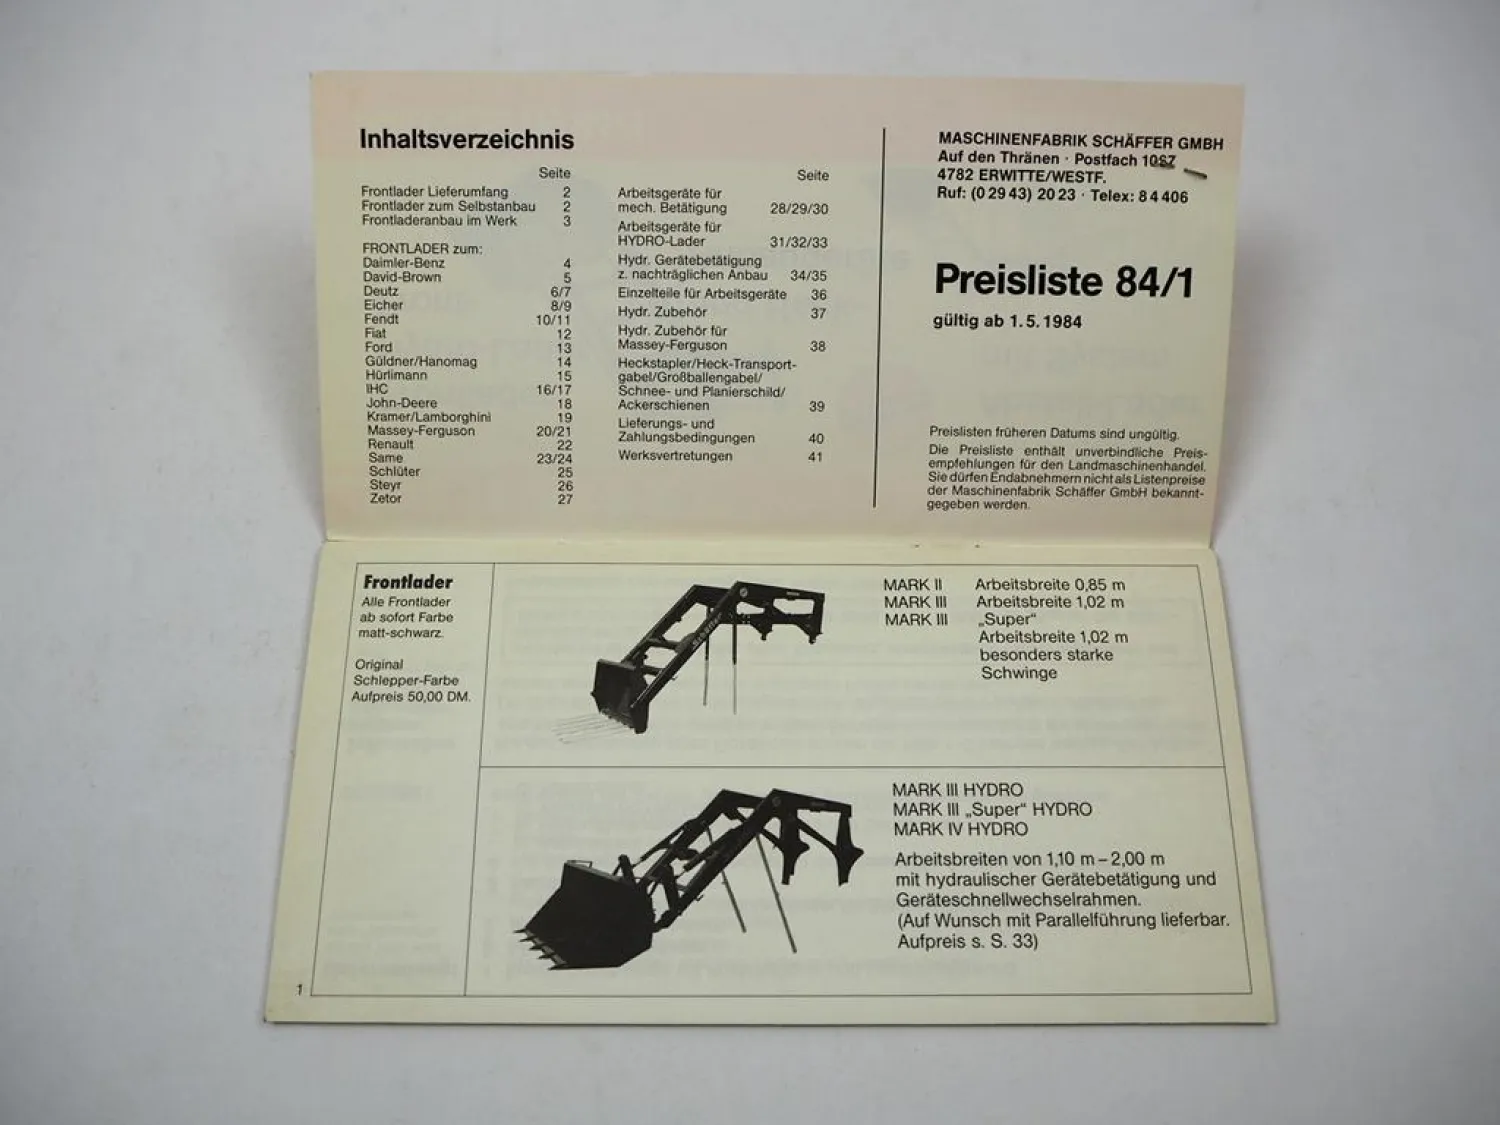 Inhaltsverzeichnis
Seite
Frontlader Lieferumfang 2
Frontlader zum Selbstanbau 2
Frontladeranbau im Werk 3
FRONTLADER zum:
Daimler-Benz 4
David-Brown 5
Deutz 6/7
Eicher 8/9
Fendt 10/11
Fiat 12
Ford 13
Güldner/Hanomag 14
Hürlimann 15
IHC 16/17
John-Deere 18
Kramer/Lamborghini 19
Massey-Ferguson 20/21
Renault 22
Same 23/24
Schlüter 25
Steyr 26
Zetor 27
Seite
Arbeitsgeräte für
mech. Betätigung 28/29/30
Arbeitsgeräte für
HYDRO-Lader 31/32/33
Hydr. Gerätebetätigung
z. nachträglichen Anbau 34/35
Einzelteile für Arbeitsgeräte 36
Hydr. Zubehör 37
Hydr. Zubehör für
Massey-Ferguson 38
Heckstapler/Heck-Transport-
gabel/Großballengabel/
Schnee- und Planierschild/
Ackerschienen 39
Lieferungs- und
Zahlungsbedingungen 40
Werksvertretungen 41
MASCHINENFABRIK SCHÄFFER GMBH
Auf den Thränen · Postfach
4782 ERWITTE/WESTF.
Ruf: (0 29 43) 20 23 · Telex: 8 4 406
Preisliste 84/1
gültig ab 1. 5. 1984
Preislisten früheren Datums sind ungültig.
Die Preisliste enthält unverbindliche Preis-
empfehlungen für den Landmaschinenhandel.
Sie dürfen Endabnehmern nicht als Listenpreise
der Maschinenfabrik Schäffer GmbH bekannt-
gegeben werden.
Frontlader
Alle Frontlader
ab sofort Farbe
matt-schwarz.
Original
Schlepper-Farbe
Aufpreis 50,00 DM.
MARK II Arbeitsbreite 0,85 m
MARK III Arbeitsbreite 1,02 m
MARK III „Super"
Arbeitsbreite 1,02 m
besonders starke
Schwinge
MARK III HYDRO
MARK III „Super" HYDRO
MARK IV HYDRO
Arbeitsbreiten von 1,10 m – 2,00 m
mit hydraulischer Gerätebetätigung und
Geräteschnellwechselrahmen.
(Auf Wunsch mit Parallelführung lieferbar.
Aufpreis s. S. 33)
1